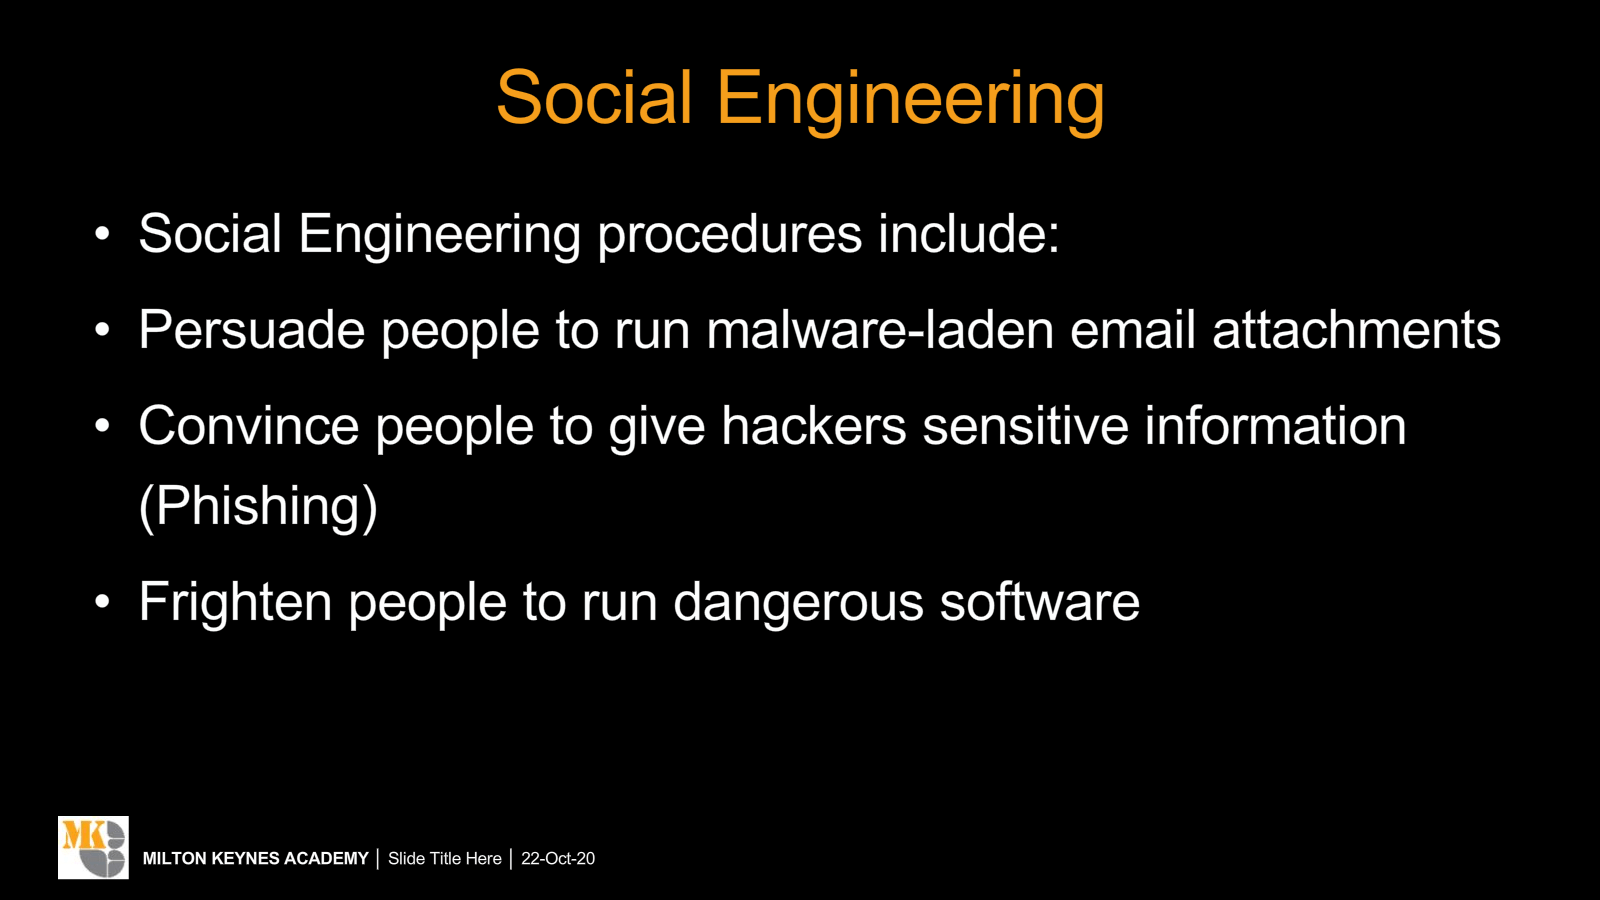 Social Engineering
• Social Engineering procedures include:
• Persuade people to run malware-laden email attachments
• Convince people to give hackers sensitive information
(Phishing)
• Frighten people to run dangerous software
MK
MILTON KEYNES ACADEMY | Slide Title Here | 22-Oct-20